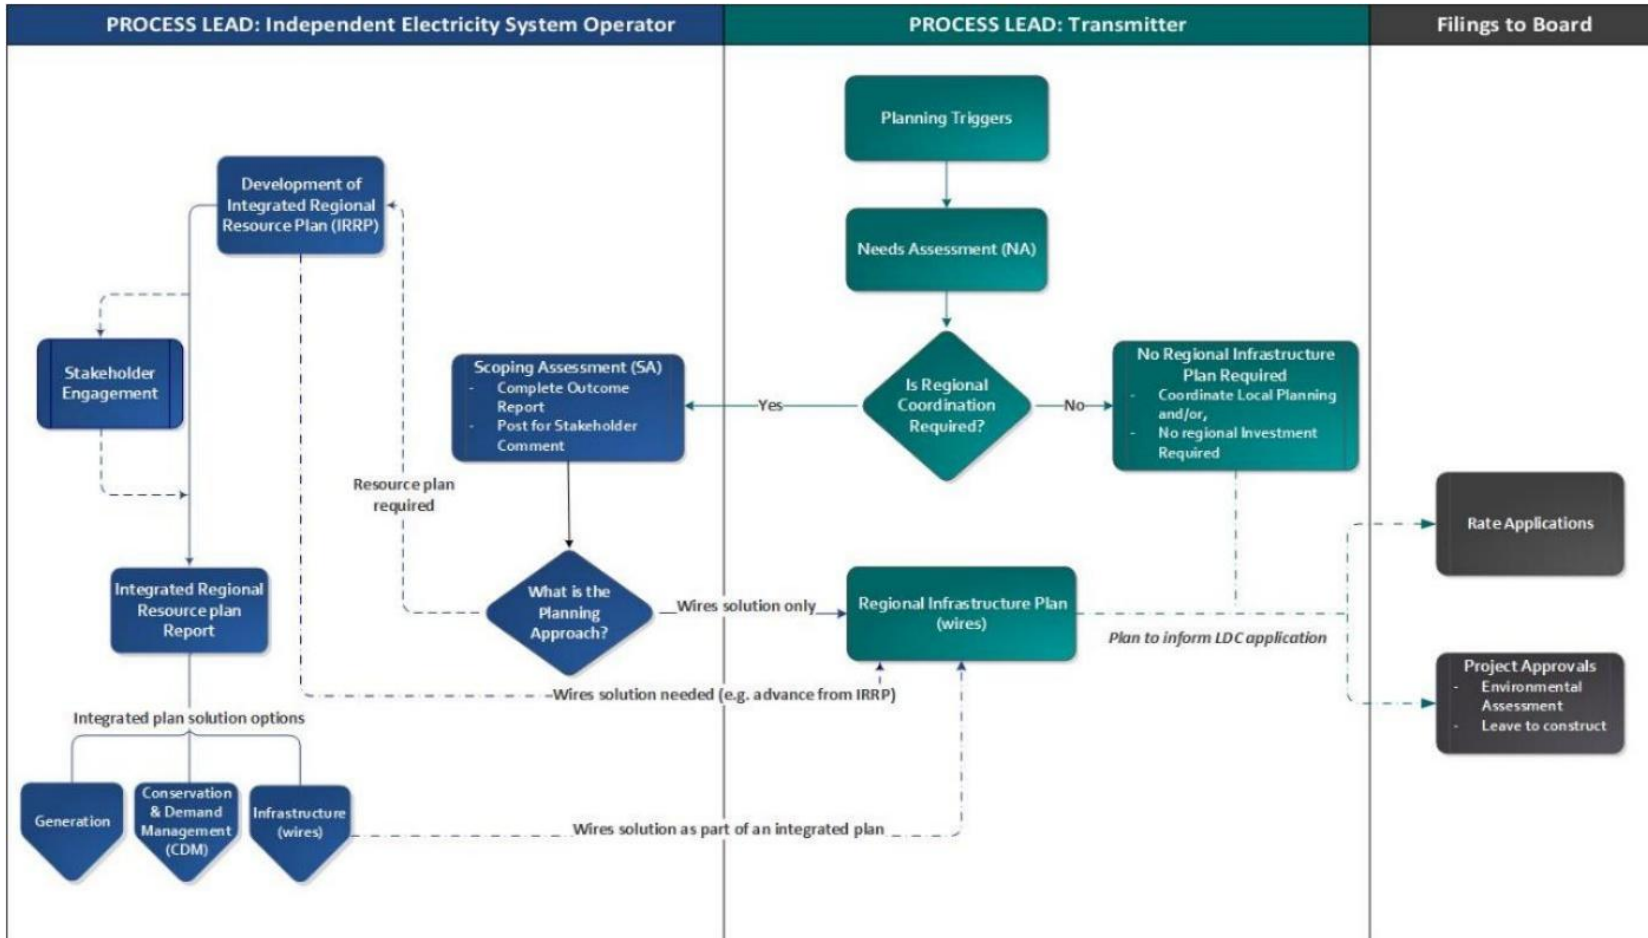 PROCESS LEAD: Independent Electricity System Operator
PROCESS LEAD: Transmitter
Filings to Board
Planning Triggers
Development of
Integrated Regional
Resource Plan (IRRP)
Needs Assessment (NA)
Stakeholder
Engagement
Scoping Assessment (SA)
- Complete Outcome
Report
- Post for Stakeholder
Comment
Yes
Is Regional
Coordination
Required?
No
No Regional Infrastructure
Plan Required
- Coordinate Local Planning
and/or,
- No regional Investment
Required
Resource plan
required
Rate Applications
Integrated Regional
Resource plan
Report
What is the
Planning
Approach?
Wires solution only
Regional Infrastructure Plan
(wires)
Plan to inform LDC application
Project Approvals
- Environmental
Assessment
- Leave to construct
Wires solution needed (e.g. advance from IRRP)
Integrated plan solution options
Generation
Conservation
& Demand
Management
(CDM)
Infrastructure
(wires)
Wires solution as part of an integrated plan